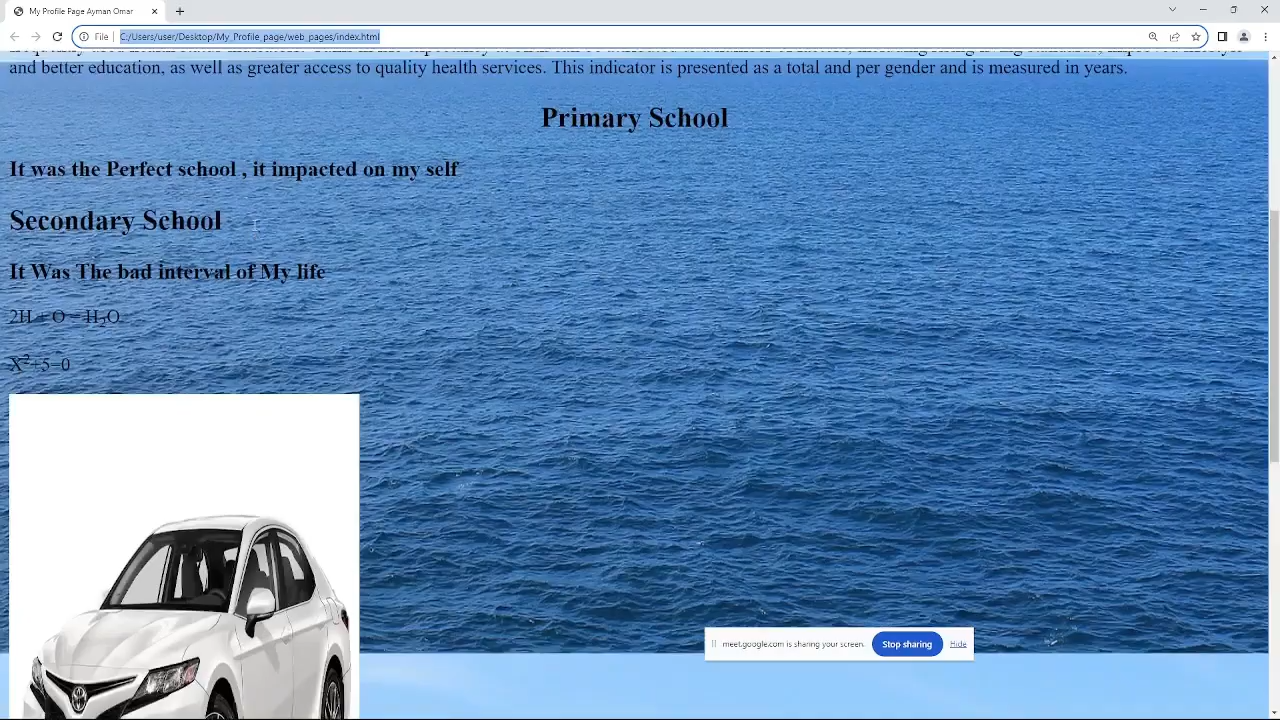 My Profile Page Ayman Omar
File
C:/Users/user/Desktop/My_Profile_page/web_pages/index.html
and better education, as well as greater access to quality health services. This indicator is presented as a total and per gender and is measured in years.
Primary School
It was the Perfect school , it impacted on my self
Secondary School
It Was The bad interval of My life
2H + O = H₂O
X²+5=0
meet.google.com is sharing your screen.
Stop sharing
Hide